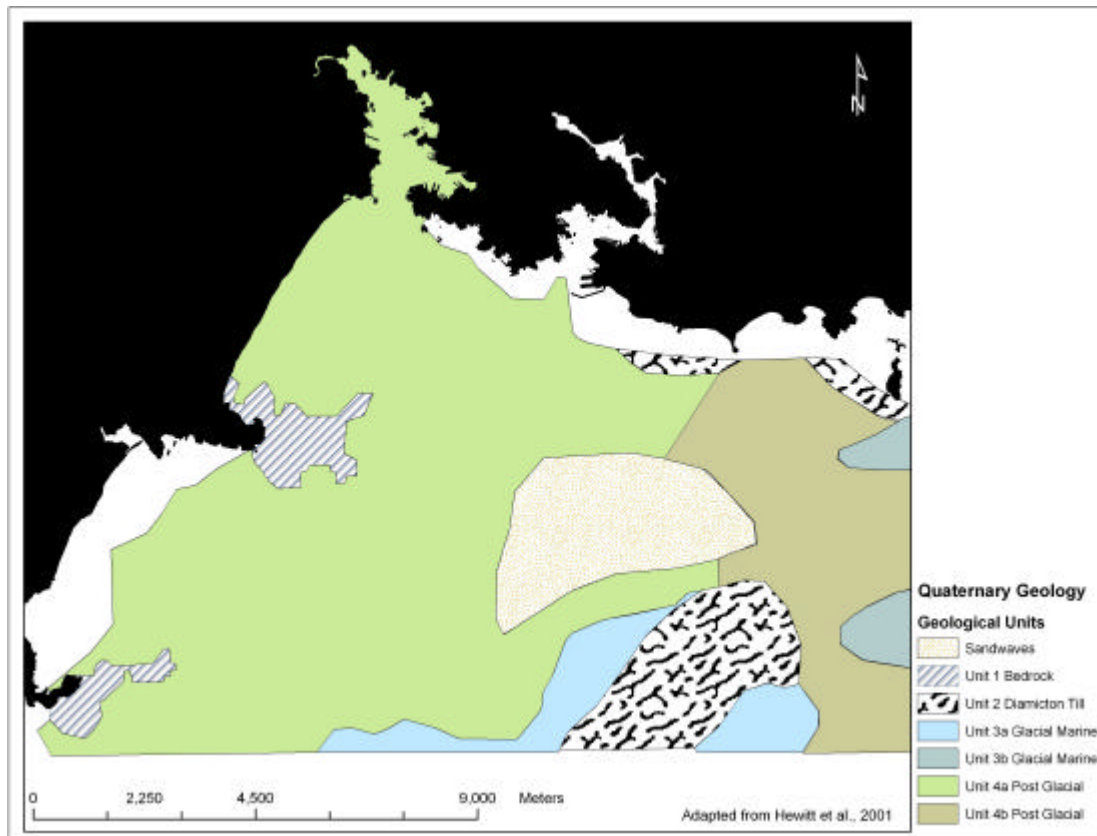 N
Quaternary Geology
Geological Units
Sandwaves
Unit 1 Bedrock
Unit 2 Diamicton Till
Unit 3a Glacial Marine
Unit 3b Glacial Marine
Unit 4a Post Glacial
Unit 4b Post Glacial
0 2,250 4,500 9,000 Meters
Adapted from Hewitt et al., 2001